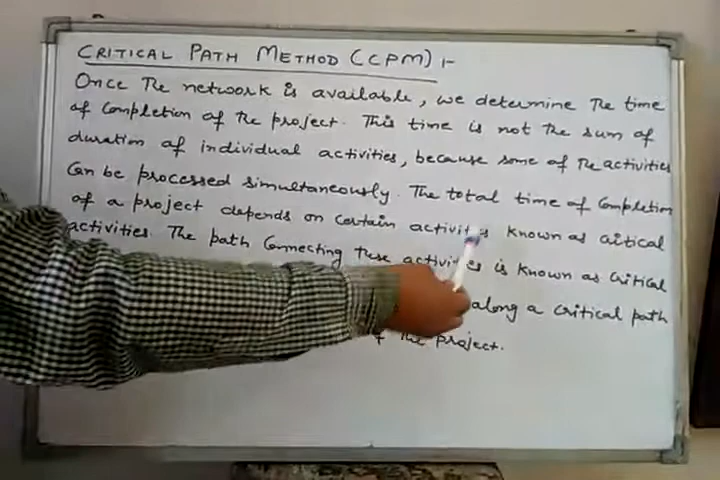 CRITICAL PATH METHOD (CPM) :-
Once the network is available, we determine the time
of completion of the project. This time is not the sum of
duration of individual activities, because some of the activities
can be processed simultaneously. The total time of completion
of a project depends on certain activities known as critical
activities. The path connecting these activities is known as critical
along a critical path
of the project.